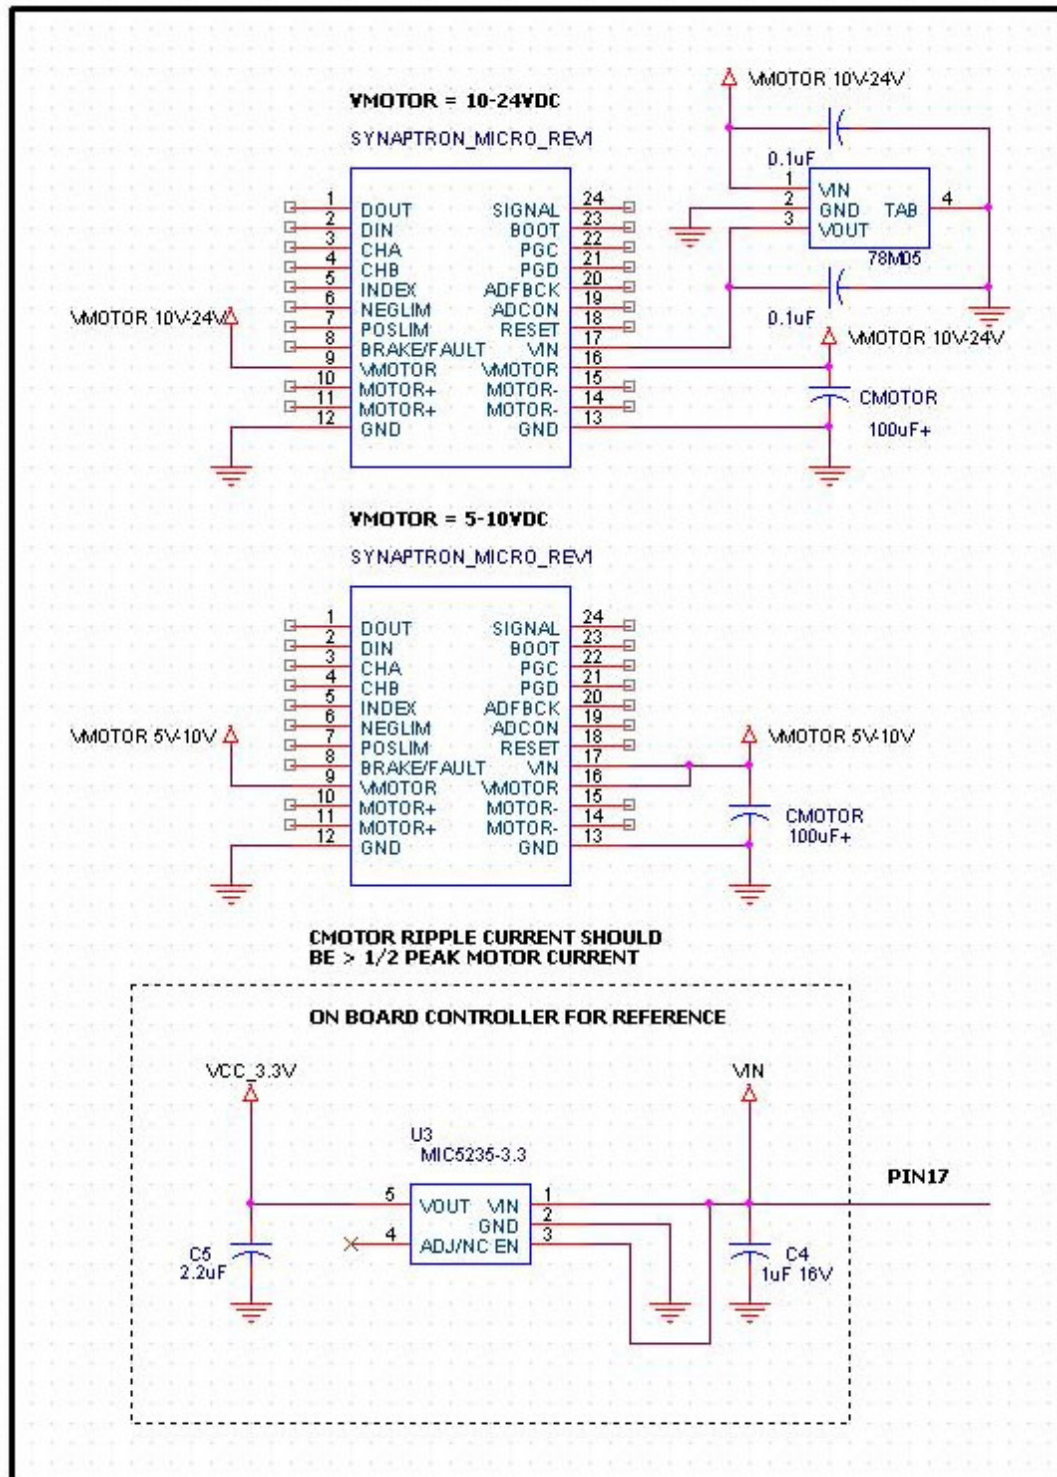 VMOTOR 10V-24V
VMOTOR = 10-24VDC
SYNAPTRON_MICRO_REV1
0.1uF
1 DOUT SIGNAL 24
2 DIN BOOT 23
3 CHA PGC 22
4 CHB PGD 21
5 INDEX ADFBCK 20
6 NEGLIM ADCON 19
7 POSLIM RESET 18
8 BRAKE/FAULT VIN 17
9 VMOTOR VMOTOR 16
10 MOTOR+ MOTOR- 15
11 MOTOR+ MOTOR- 14
12 GND GND 13
VMOTOR 10V-24V
1 VIN
2 GND TAB 4
3 VOUT
78M05
0.1uF
VMOTOR 10V-24V
CMOTOR
100uF+
VMOTOR = 5-10VDC
SYNAPTRON_MICRO_REV1
1 DOUT SIGNAL 24
2 DIN BOOT 23
3 CHA PGC 22
4 CHB PGD 21
5 INDEX ADFBCK 20
6 NEGLIM ADCON 19
7 POSLIM RESET 18
8 BRAKE/FAULT VIN 17
9 VMOTOR VMOTOR 16
10 MOTOR+ MOTOR- 15
11 MOTOR+ MOTOR- 14
12 GND GND 13
VMOTOR 5V-10V
VMOTOR 5V-10V
CMOTOR
100uF+
CMOTOR RIPPLE CURRENT SHOULD
BE > 1/2 PEAK MOTOR CURRENT
ON BOARD CONTROLLER FOR REFERENCE
VCC_3.3V
VIN
U3
MIC5235-3.3
PIN17
5 VOUT VIN 1
GND 2
4 ADJ/NC EN 3
C5
2.2uF
C4
1uF 16V